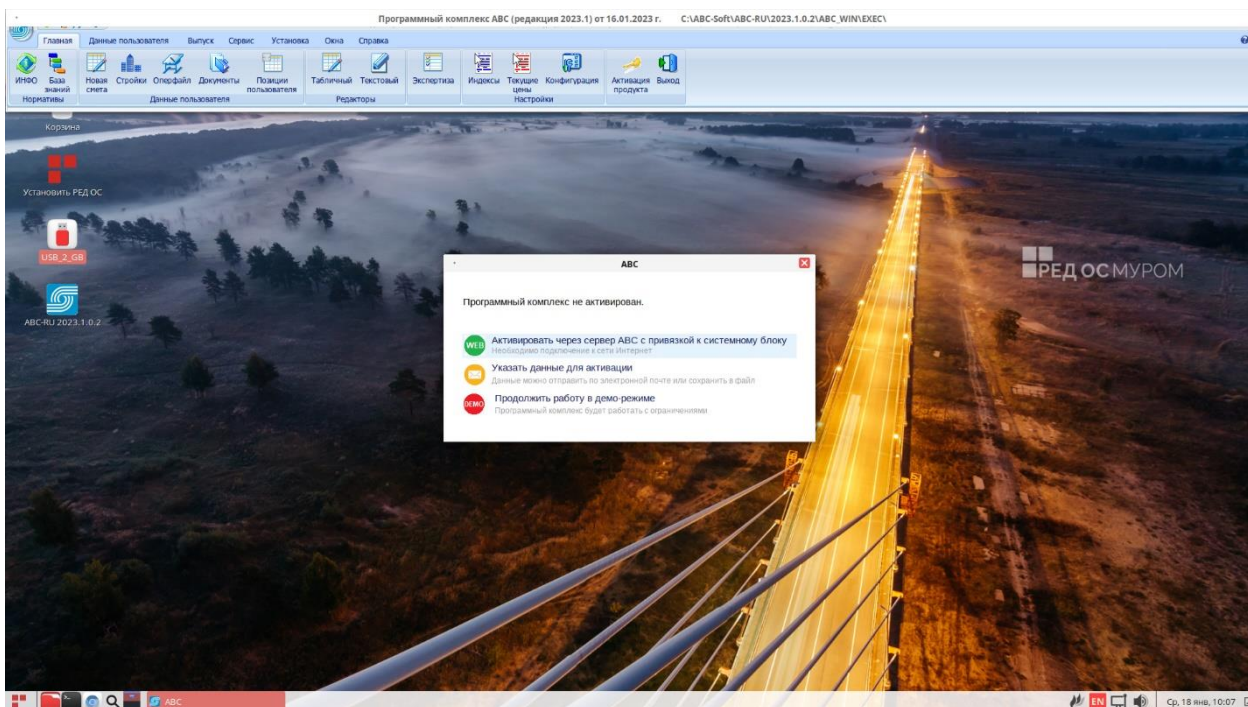 Программный комплекс АВС (редакция 2023.1) от 16.01.2023 г. C:\ABC-Soft\ABC-RU\2023.1.0.2\ABC_WIN\EXEC\
Главная Данные пользователя Выпуск Сервис Установка Окна Справка
ИНФО База знаний Новая смета Стройки Оперфайл Документы Позиции пользователя Табличный Текстовый Экспертиза Индексы Текущие цены Конфигурация Активация продукта Выход
Нормативы Данные пользователя Редакторы Настройки
Корзина
Установить РЕД ОС
USB_2_GB
ABC-RU 2023.1.0.2
РЕД ОС МУРОМ
АВС
Программный комплекс не активирован.
WEB Активировать через сервер АВС с привязкой к системному блоку
Необходимо подключение к сети Интернет
Указать данные для активации
Данные можно отправить по электронной почте или сохранить в файл
DEMO Продолжить работу в демо-режиме
Программный комплекс будет работать с ограничениями
ABC
EN Ср, 18 янв, 10:07